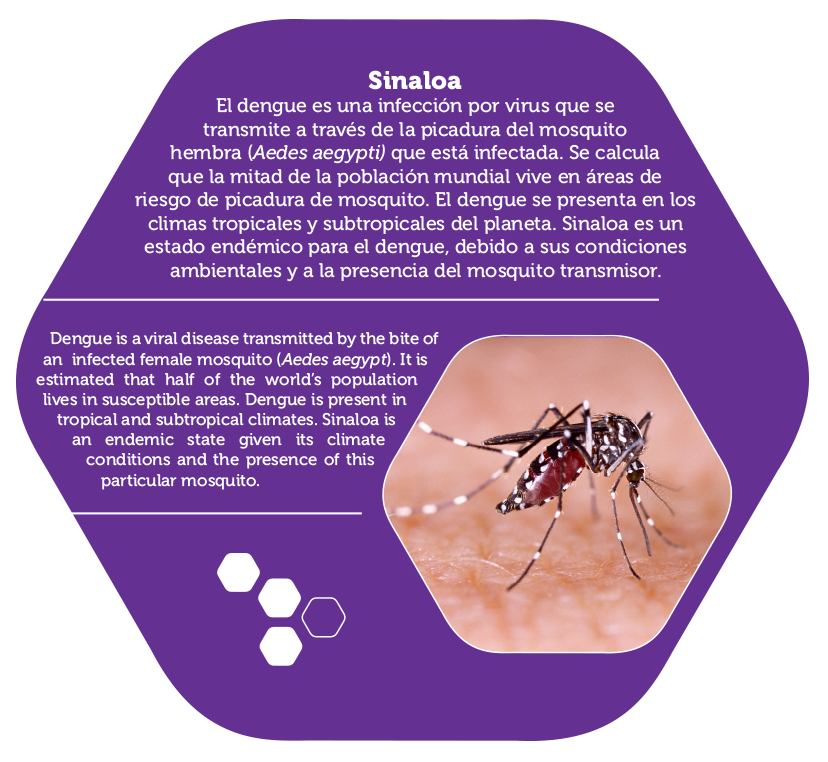 Sinaloa
El dengue es una infección por virus que se
transmite a través de la picadura del mosquito
hembra (Aedes aegypti) que está infectada. Se calcula
que la mitad de la población mundial vive en áreas de
riesgo de picadura de mosquito. El dengue se presenta en los
climas tropicales y subtropicales del planeta. Sinaloa es un
estado endémico para el dengue, debido a sus condiciones
ambientales y a la presencia del mosquito transmisor.
Dengue is a viral disease transmitted by the bite of
an infected female mosquito (Aedes aegypt). It is
estimated that half of the world's population
lives in susceptible areas. Dengue is present in
tropical and subtropical climates. Sinaloa is
an endemic state given its climate
conditions and the presence of this
particular mosquito.